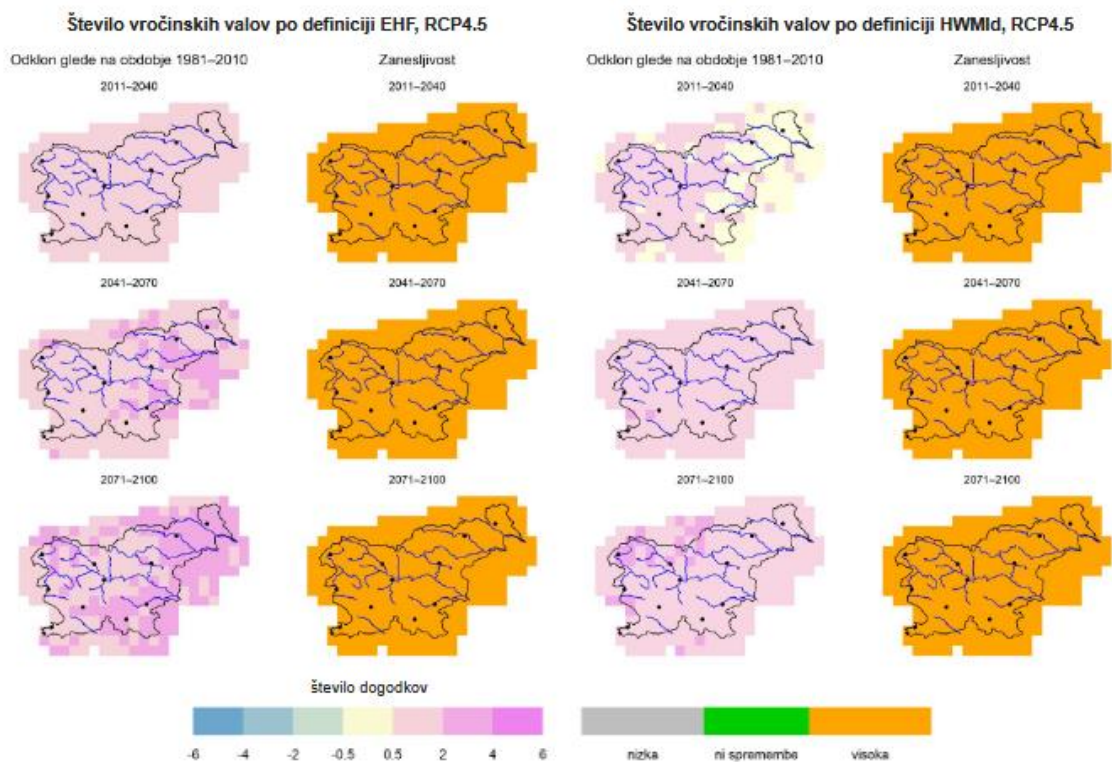 Število vročinskih valov po definiciji EHF, RCP4.5
Odklon glede na obdobje 1981–2010
Zanesljivost
2011–2040
2011–2040
2041–2070
2041–2070
2071–2100
2071–2100
Število vročinskih valov po definiciji HWMId, RCP4.5
Odklon glede na obdobje 1981–2010
Zanesljivost
2011–2040
2011–2040
2041–2070
2041–2070
2071–2100
2071–2100
število dogodkov
-6 -4 -2 -0.5 0.5 2 4 6
nizka ni spremembe visoka